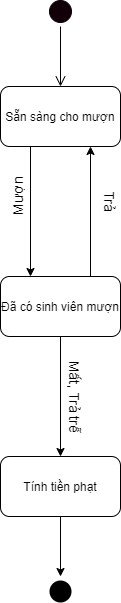 Sẵn sàng cho mượn
Mượn
Trả
Đã có sinh viên mượn
Mất, Trả trễ
Tính tiền phạt